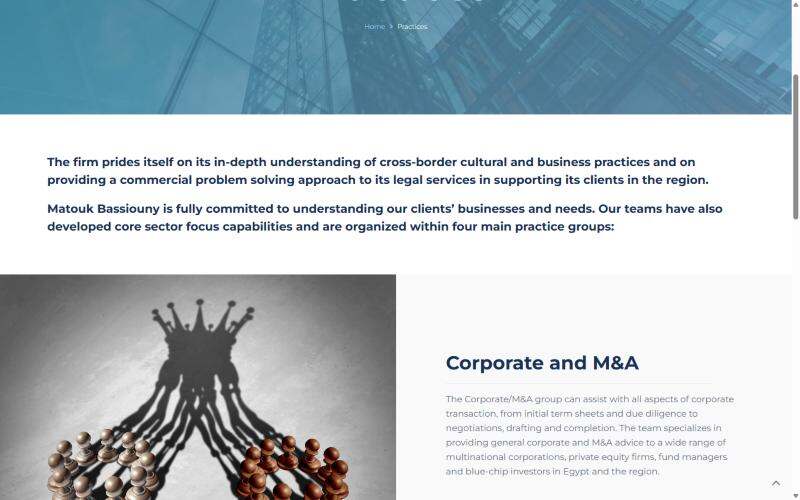 Home > Practices
The firm prides itself on its in-depth understanding of cross-border cultural and business practices and on
providing a commercial problem solving approach to its legal services in supporting its clients in the region.
Matouk Bassiouny is fully committed to understanding our clients’ businesses and needs. Our teams have also
developed core sector focus capabilities and are organized within four main practice groups:
Corporate and M&A
The Corporate/M&A group can assist with all aspects of corporate
transaction, from initial term sheets and due diligence to
negotiations, drafting and completion. The team specializes in
providing general corporate and M&A advice to a wide range of
multinational corporations, private equity firms, fund managers
and blue-chip investors in Egypt and the region.